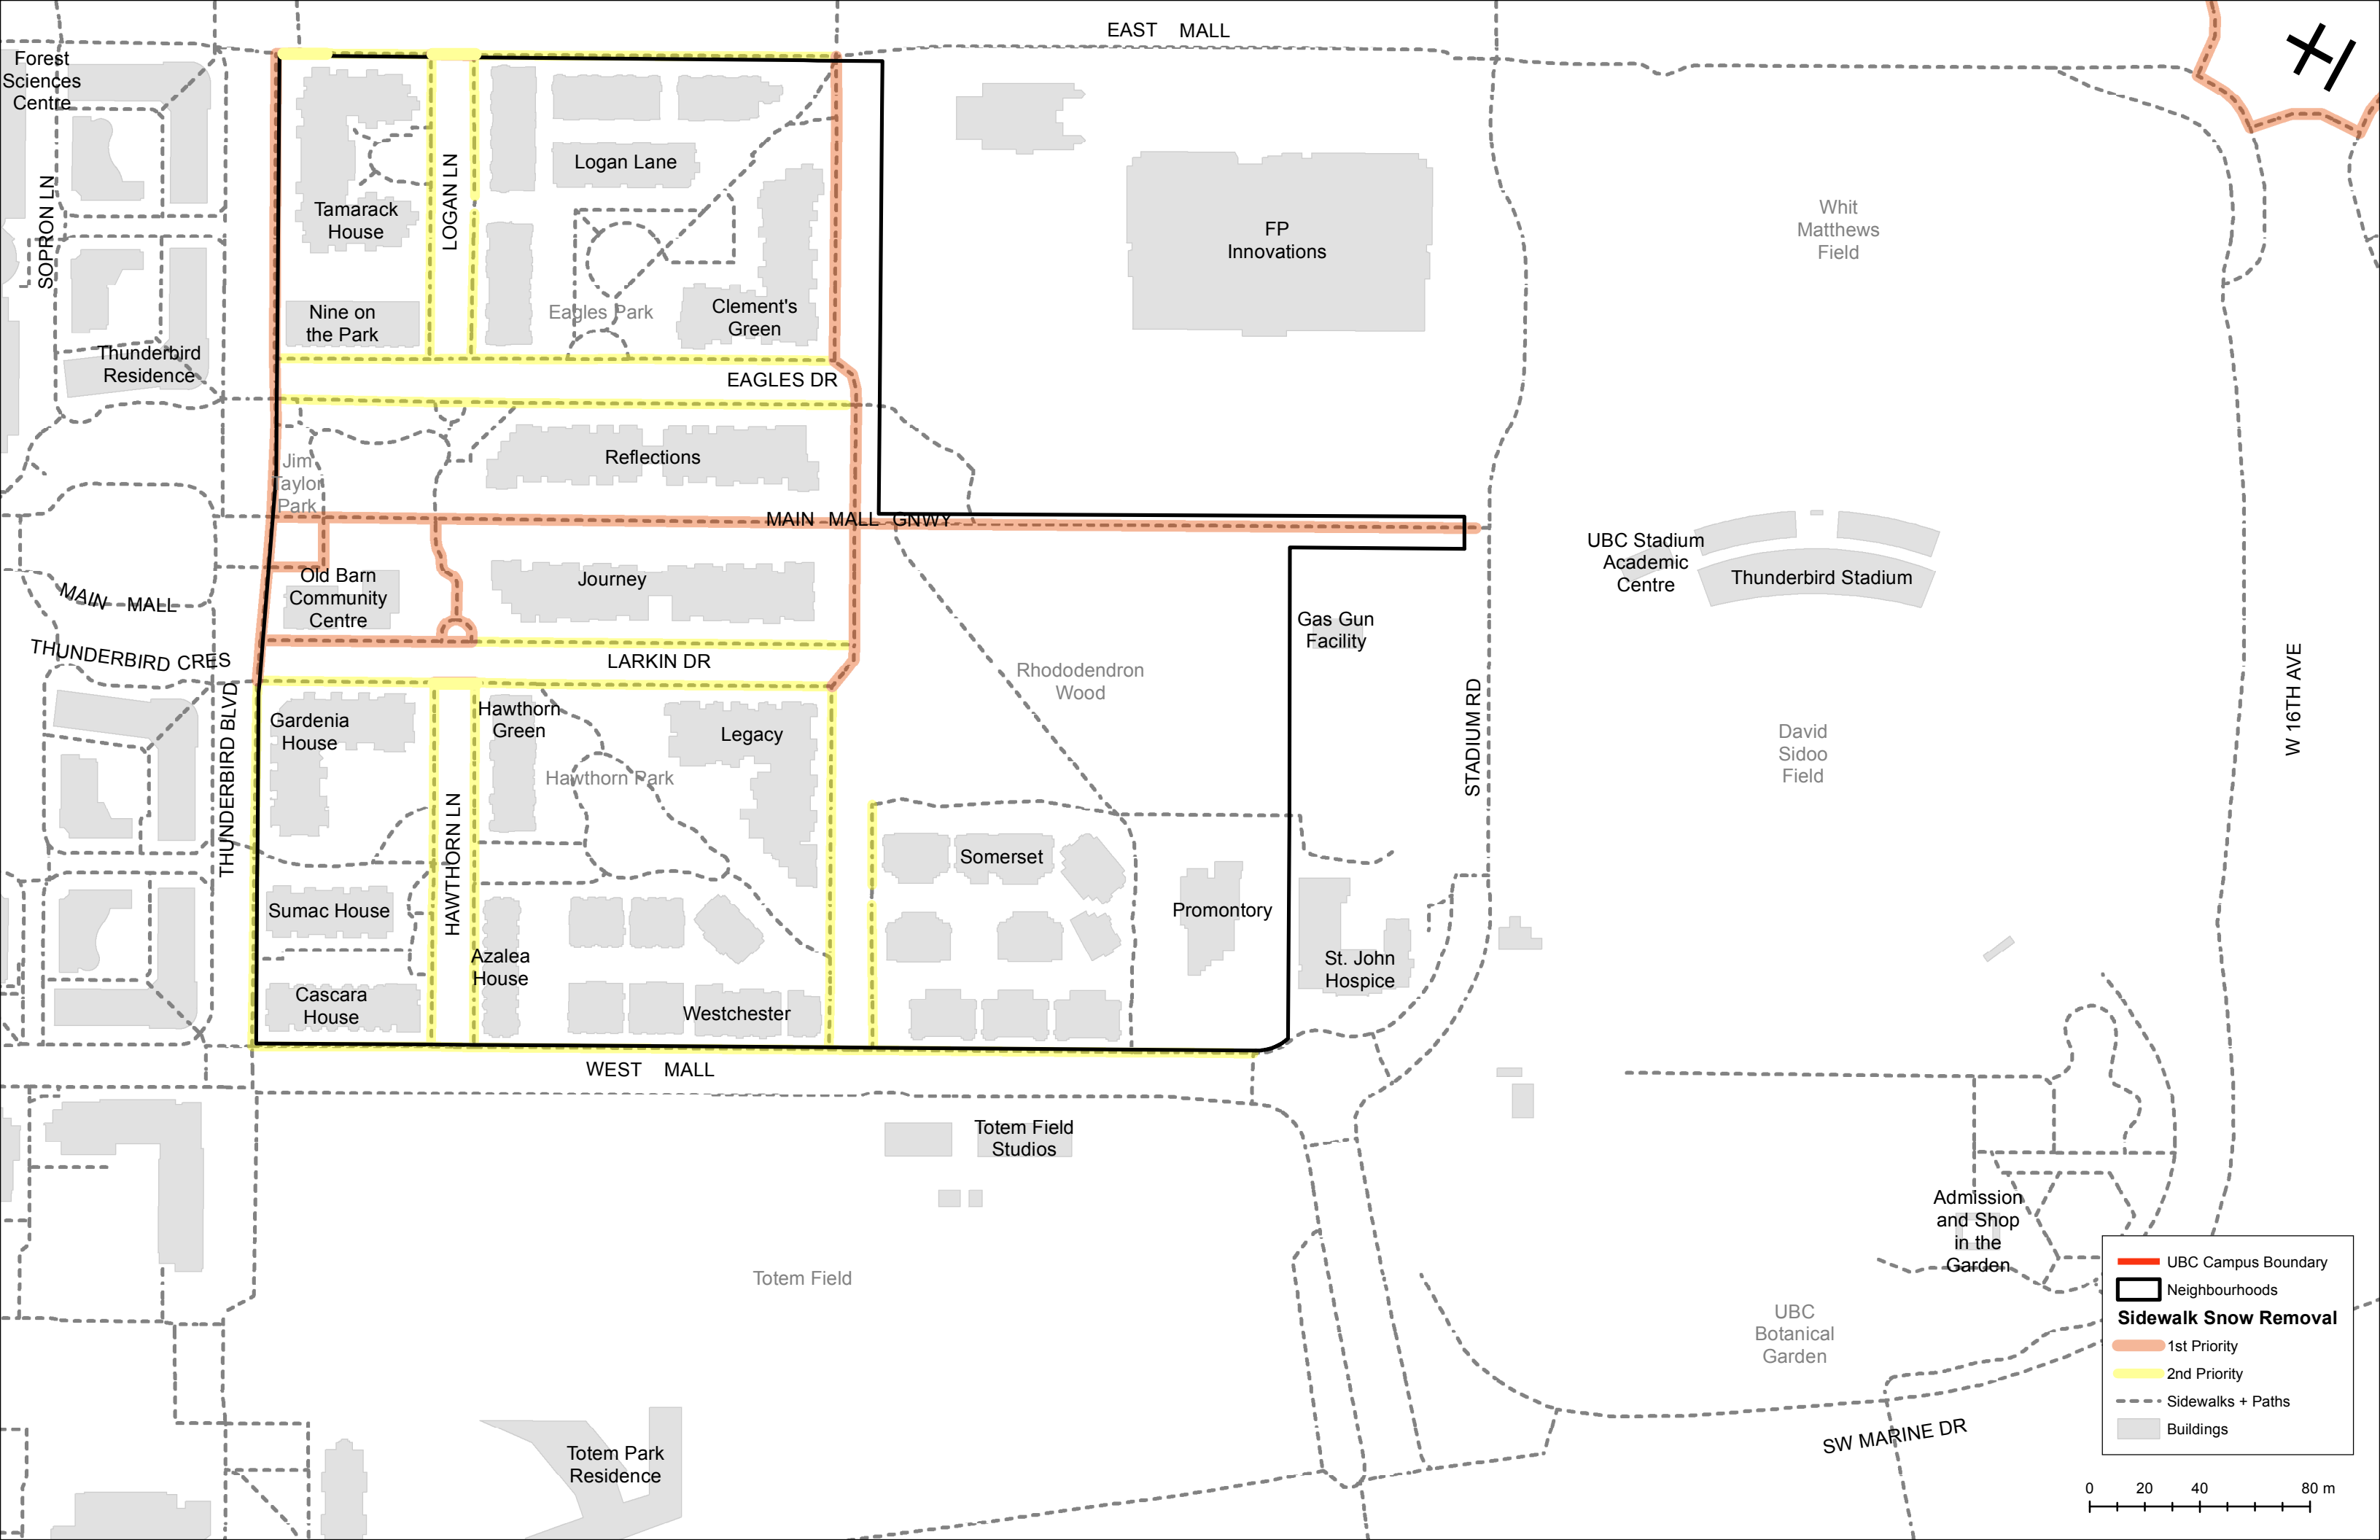 EAST MALL
Forest
Sciences
Centre
SOPRON LN
Tamarack
House
LOGAN LN
Logan Lane
Nine on
the Park
Eagles Park
Clement's
Green
FP
Innovations
Whit
Matthews
Field
Thunderbird
Residence
EAGLES DR
Jim
Taylor
Park
Reflections
MAIN MALL GNWY
Old Barn
Community
Centre
Journey
MAIN MALL
THUNDERBIRD CRES
LARKIN DR
THUNDERBIRD BLVD
Gas Gun
Facility
UBC Stadium
Academic
Centre
Thunderbird Stadium
Rhododendron
Wood
STADIUM RD
David
Sidoo
Field
W 16TH AVE
Gardenia
House
Hawthorn
Green
Legacy
Hawthorn Park
HAWTHORN LN
Somerset
Sumac House
Promontory
Azalea
House
St. John
Hospice
Cascara
House
Westchester
WEST MALL
Totem Field
Studios
Totem Field
Admission
and Shop
in the
Garden
UBC
Botanical
Garden
SW MARINE DR
Totem Park
Residence
UBC Campus Boundary
Neighbourhoods
Sidewalk Snow Removal
1st Priority
2nd Priority
Sidewalks + Paths
Buildings
0 20 40 80 m